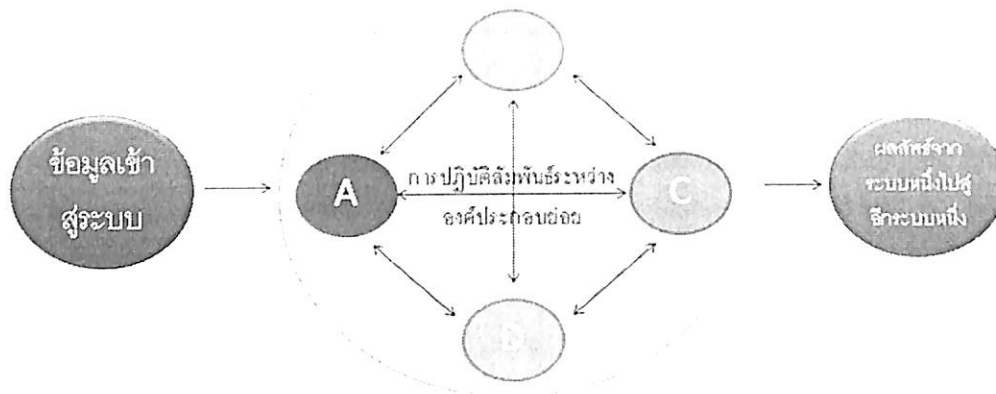 ข้อมูลเข้า
สู่ระบบ
A
การปฏิบัติสัมพันธ์ระหว่าง
องค์ประกอบย่อย
C
D
ผลลัพธ์จาก
ระบบหนึ่งไปสู่
อีกระบบหนึ่ง